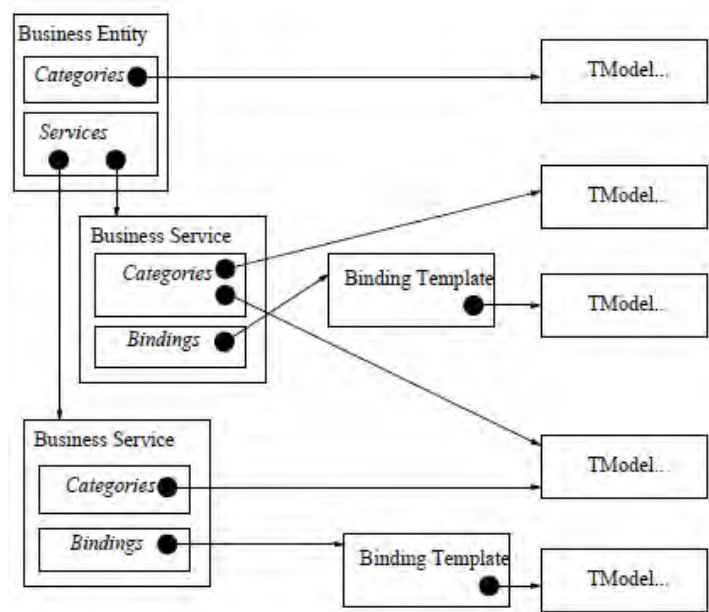 Business Entity
Categories
TModel...
Services
TModel...
Business Service
Categories
Binding Template
TModel...
Bindings
Business Service
TModel...
Categories
Bindings
Binding Template
TModel...